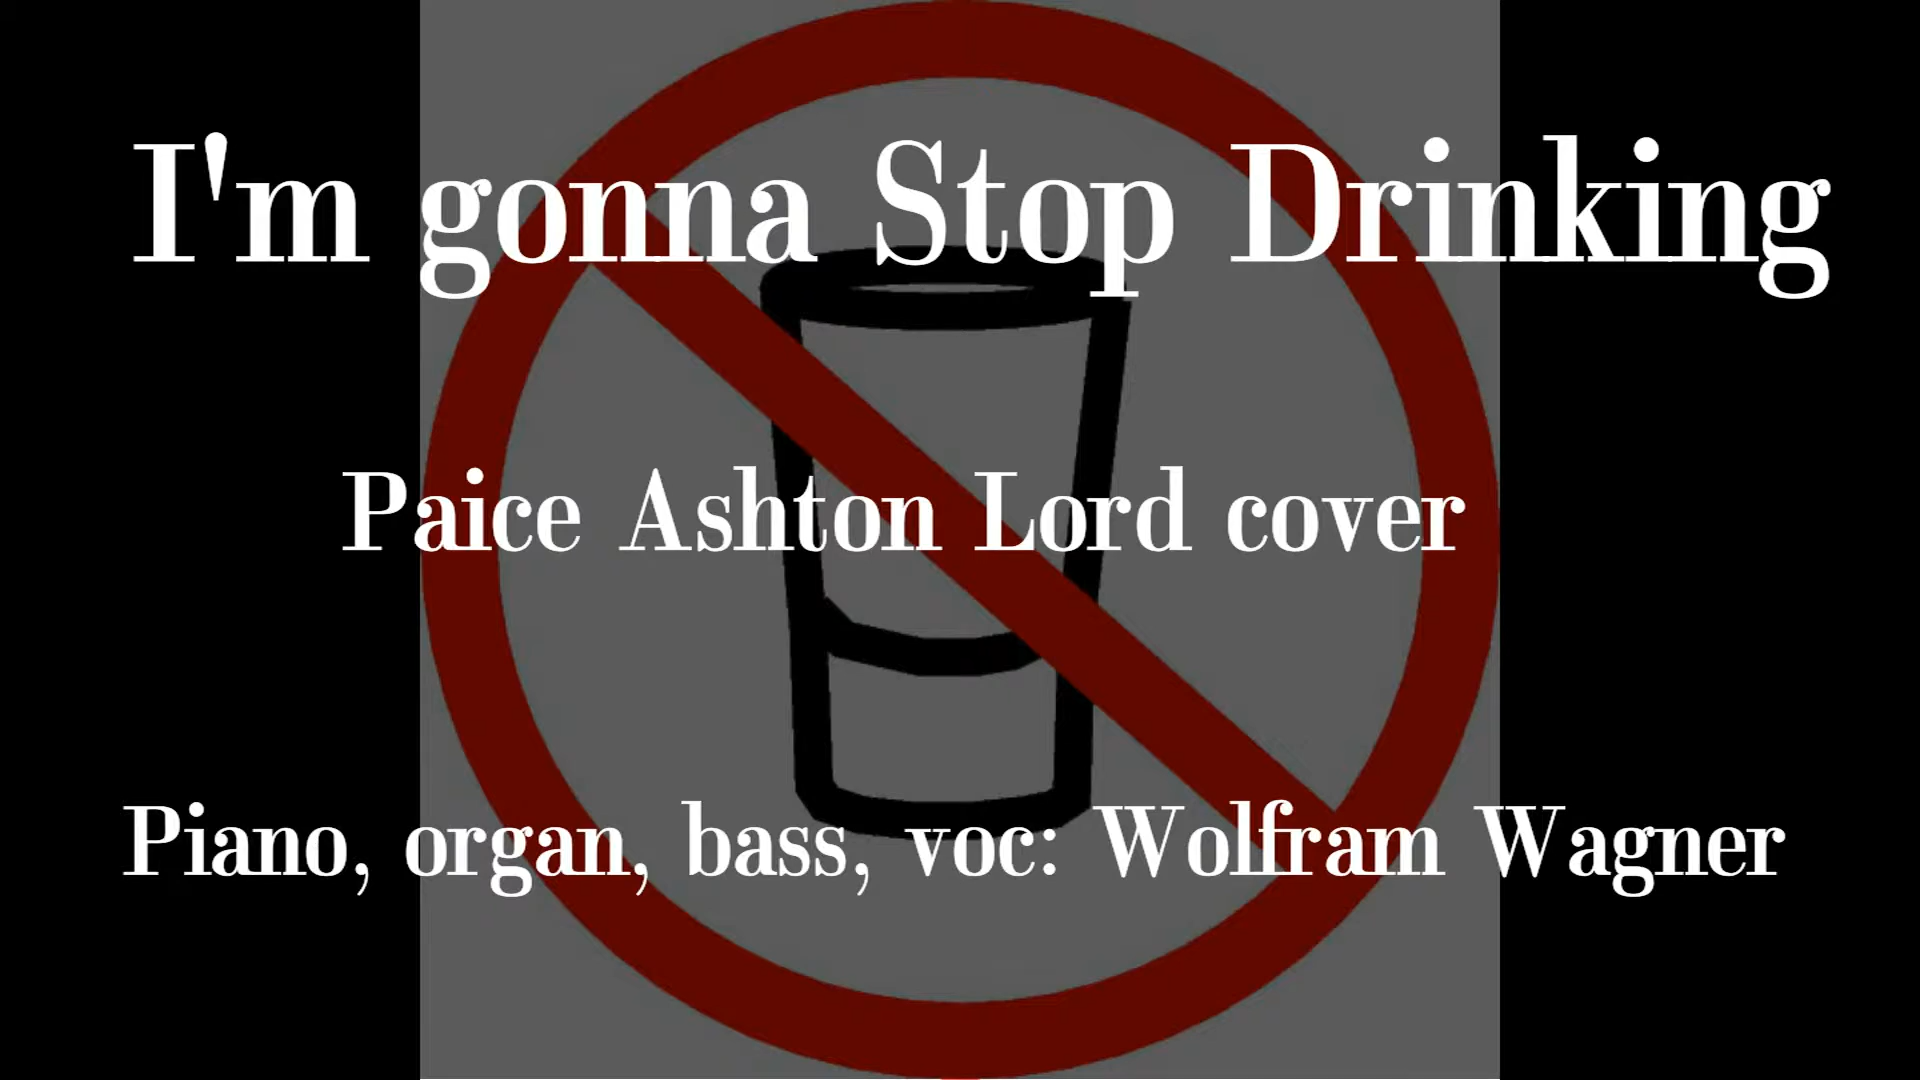 I'm gonna Stop Drinking
Paice Ashton Lord cover
Piano, organ, bass, voc: Wolfram Wagner